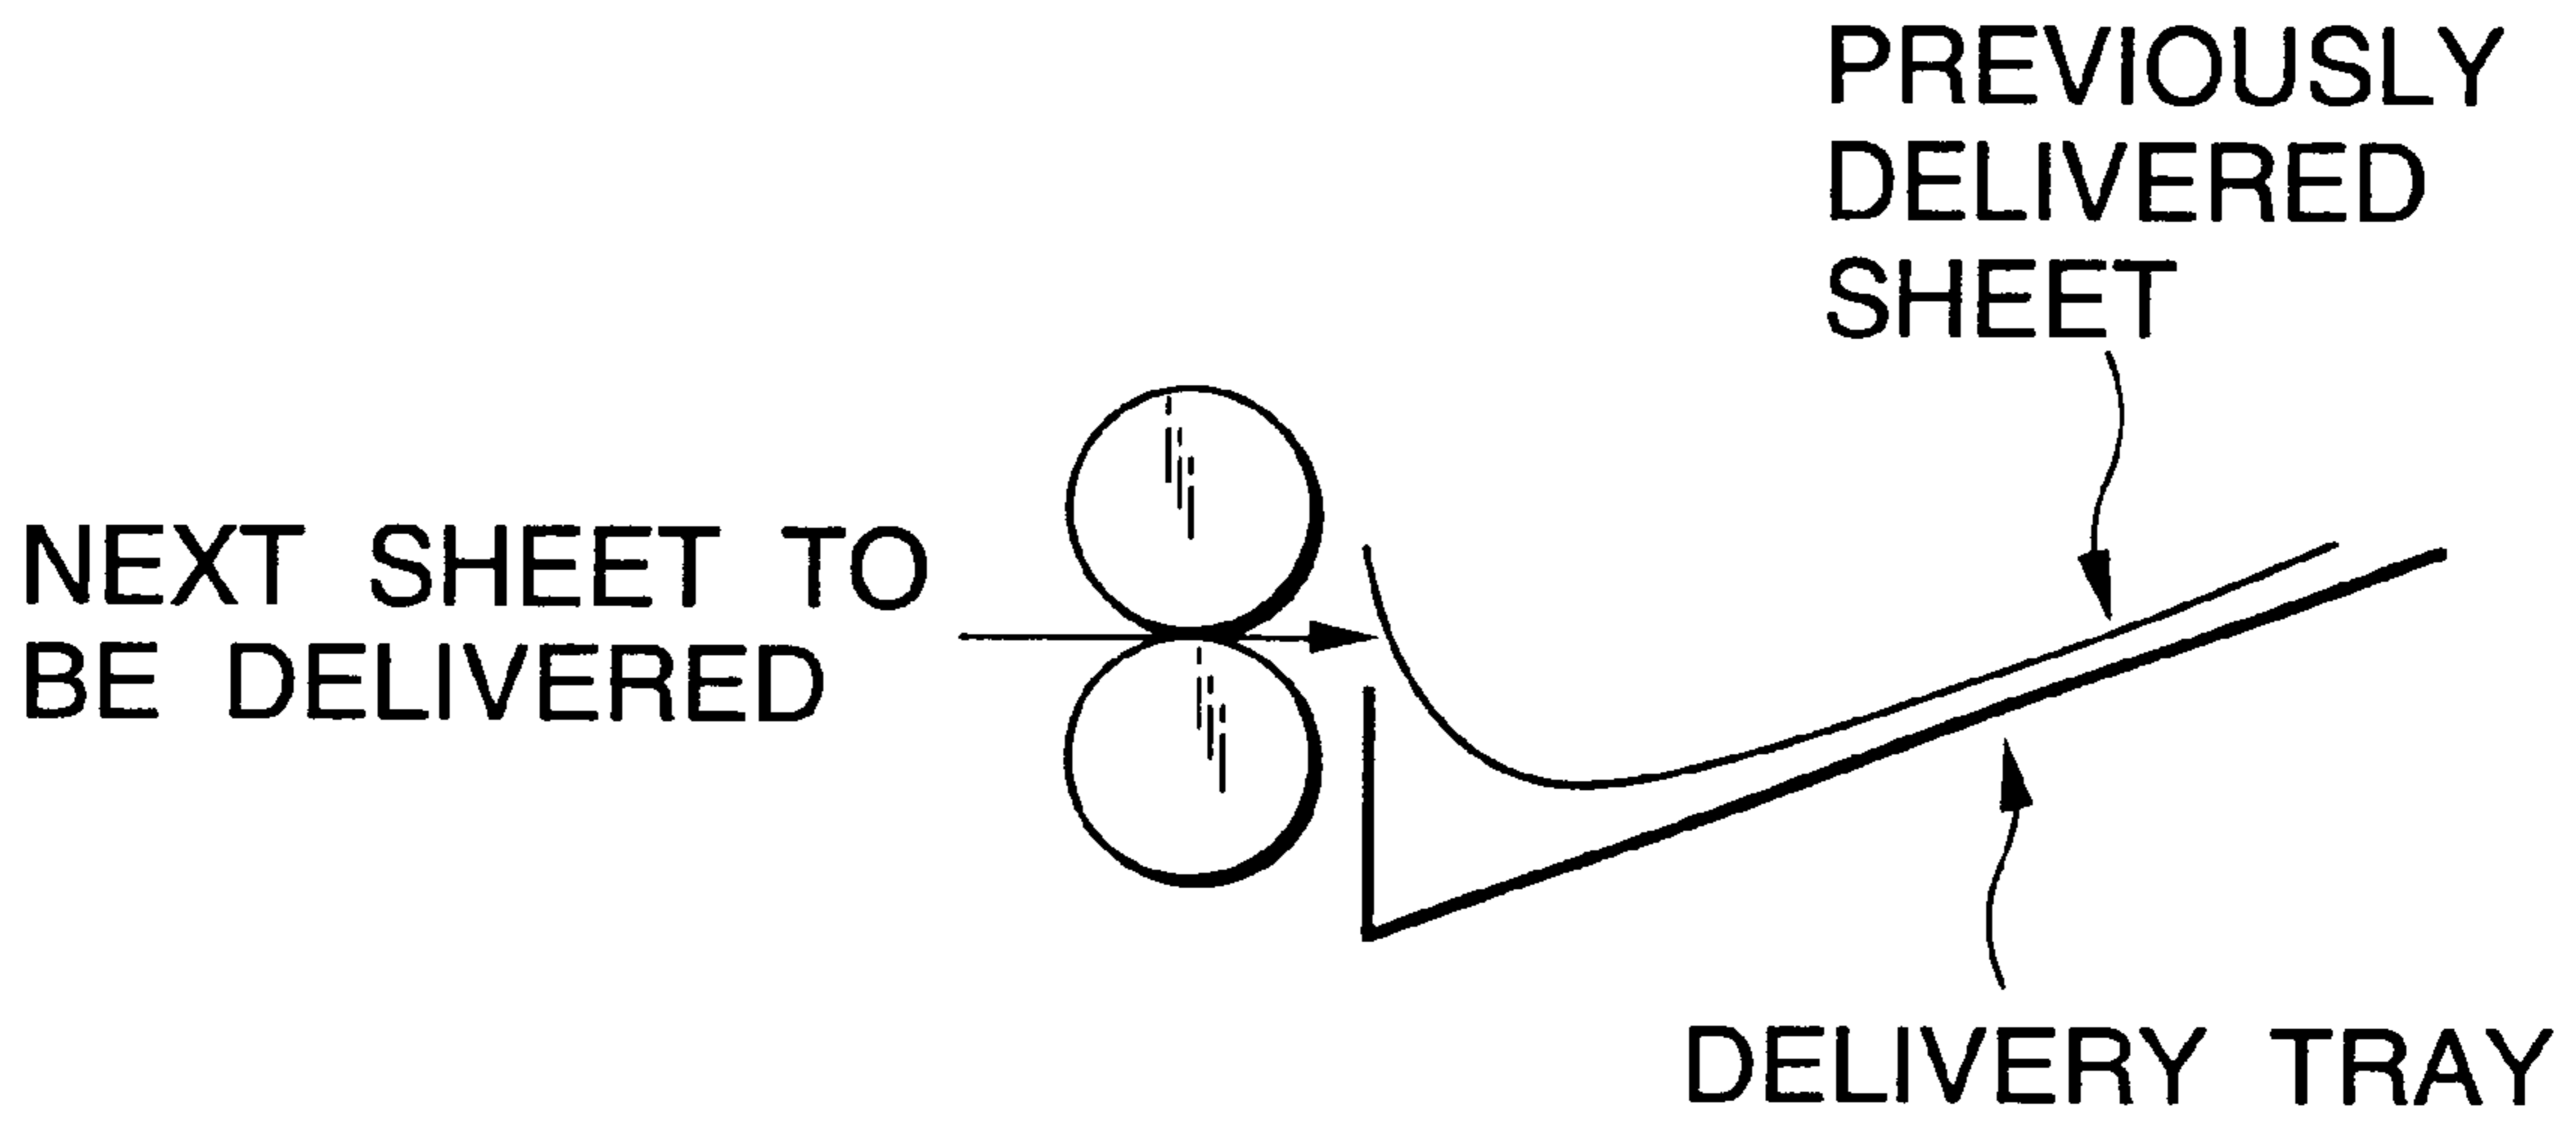 PREVIOUSLY
DELIVERED
SHEET
NEXT SHEET TO
BE DELIVERED
DELIVERY TRAY